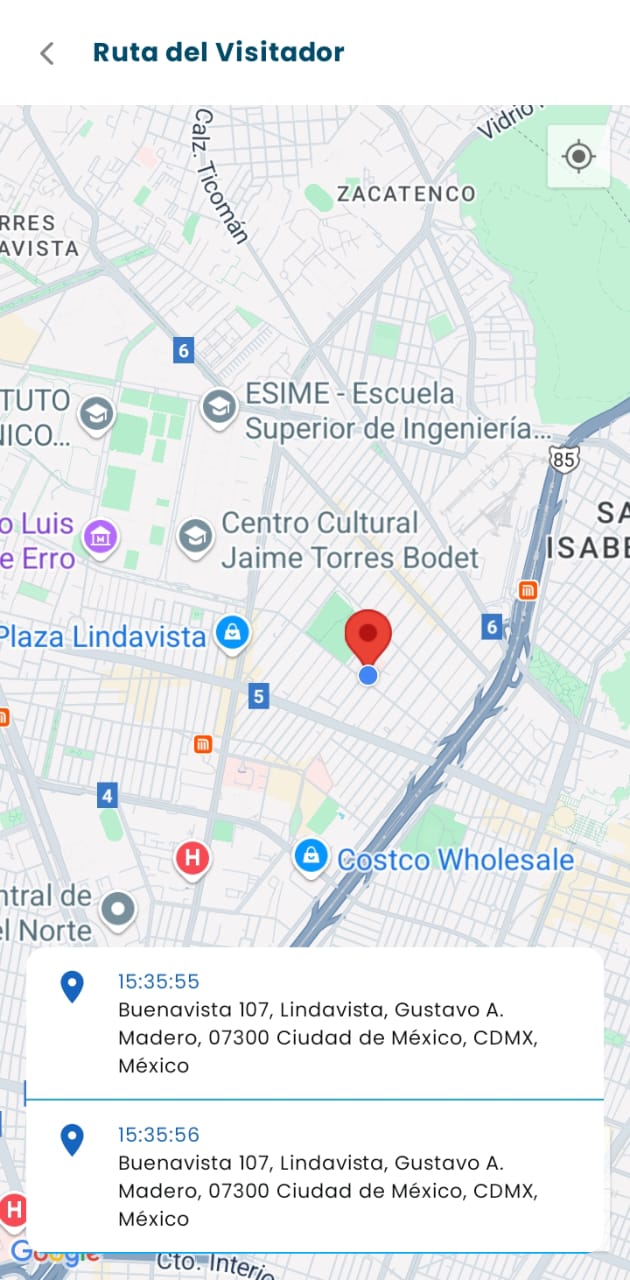 Ruta del Visitador
Vidrio
Calz. Ticomán
ZACATENCO
RRES
AVISTA
6
TUTO
NICO...
ESIME - Escuela
Superior de Ingeniería...
85
o Luis
e Erro
Centro Cultural
Jaime Torres Bodet
SA
ISABE
Plaza Lindavista
6
5
4
H
Costco Wholesale
ntral de
el Norte
15:35:55
Buenavista 107, Lindavista, Gustavo A.
Madero, 07300 Ciudad de México, CDMX,
México
15:35:56
Buenavista 107, Lindavista, Gustavo A.
Madero, 07300 Ciudad de México, CDMX,
México
H
Google
Cto. Interio